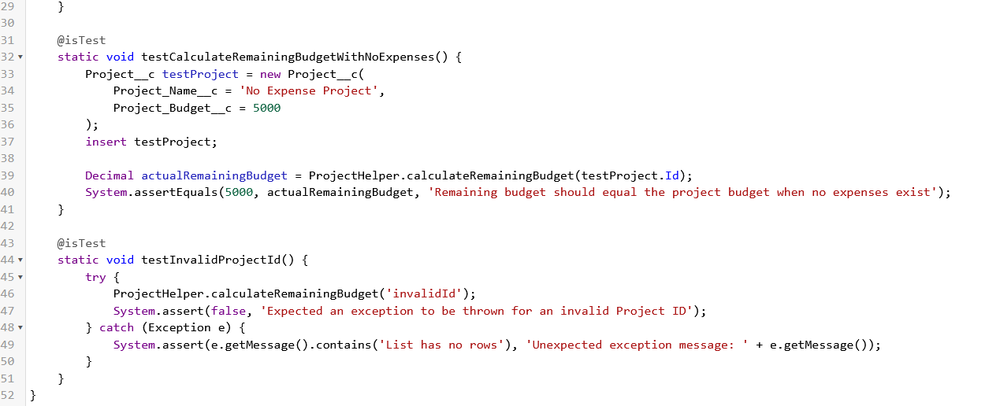 29 }
30
31 @isTest
32 static void testCalculateRemainingBudgetWithNoExpenses() {
33 Project__c testProject = new Project__c(
34 Project_Name__c = 'No Expense Project',
35 Project_Budget__c = 5000
36 );
37 insert testProject;
38
39 Decimal actualRemainingBudget = ProjectHelper.calculateRemainingBudget(testProject.Id);
40 System.assertEquals(5000, actualRemainingBudget, 'Remaining budget should equal the project budget when no expenses exist');
41 }
42
43 @isTest
44 static void testInvalidProjectId() {
45 try {
46 ProjectHelper.calculateRemainingBudget('invalidId');
47 System.assert(false, 'Expected an exception to be thrown for an invalid Project ID');
48 } catch (Exception e) {
49 System.assert(e.getMessage().contains('List has no rows'), 'Unexpected exception message: ' + e.getMessage());
50 }
51 }
52 }